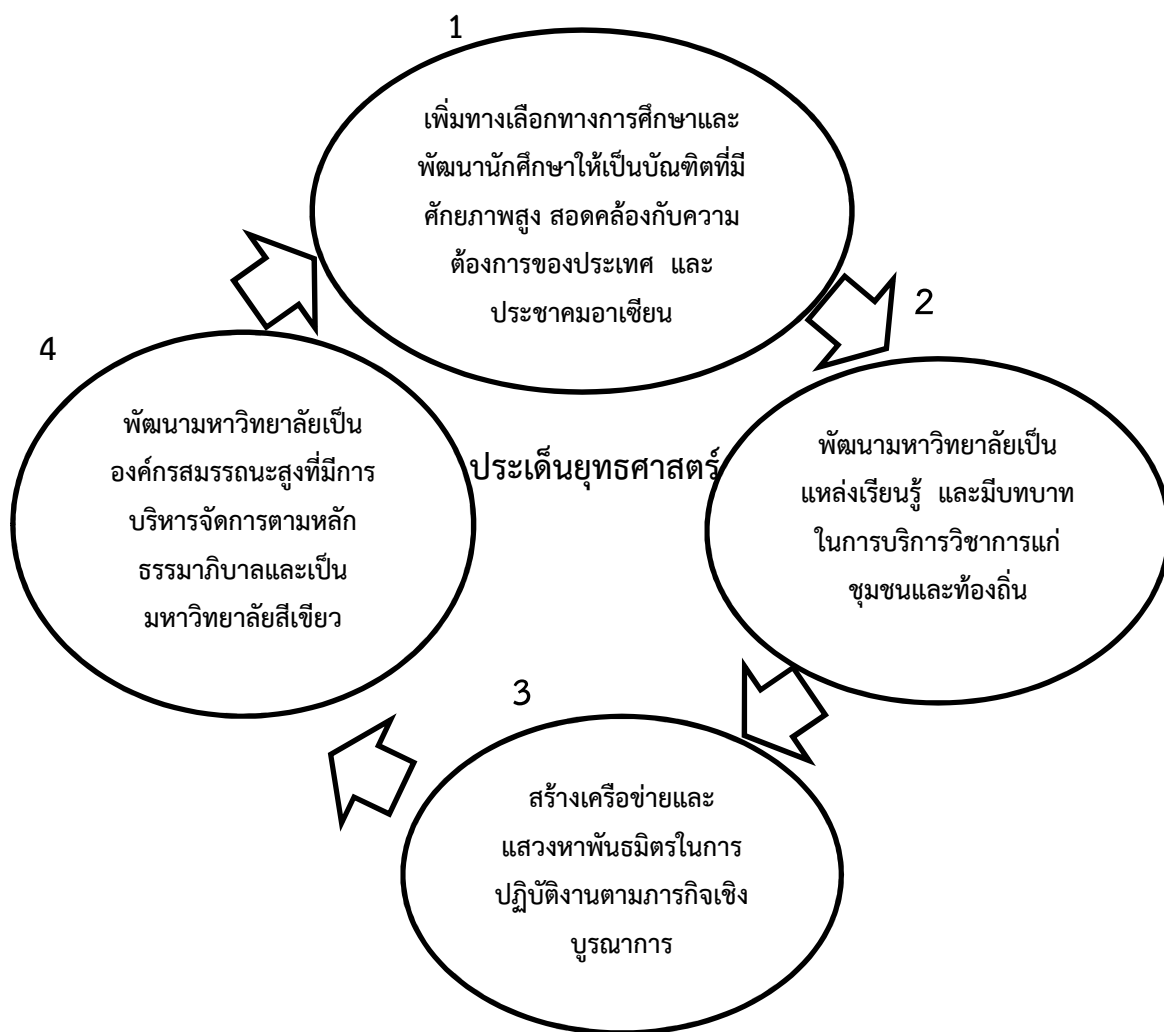 1
เพิ่มทางเลือกทางการศึกษาและ
พัฒนานักศึกษาให้เป็นบัณฑิตที่มี
ศักยภาพสูง สอดคล้องกับความ
ต้องการของประเทศ และ
ประชาคมอาเซียน
2
พัฒนามหาวิทยาลัยเป็น
แหล่งเรียนรู้ และมีบทบาท
ในการบริการวิชาการแก่
ชุมชนและท้องถิ่น
3
สร้างเครือข่ายและ
แสวงหาพันธมิตรในการ
ปฏิบัติงานตามภารกิจเชิง
บูรณาการ
4
พัฒนามหาวิทยาลัยเป็น
องค์กรสมรรถนะสูงที่มีการ
บริหารจัดการตามหลัก
ธรรมาภิบาลและเป็น
มหาวิทยาลัยสีเขียว
ประเด็นยุทธศาสตร์